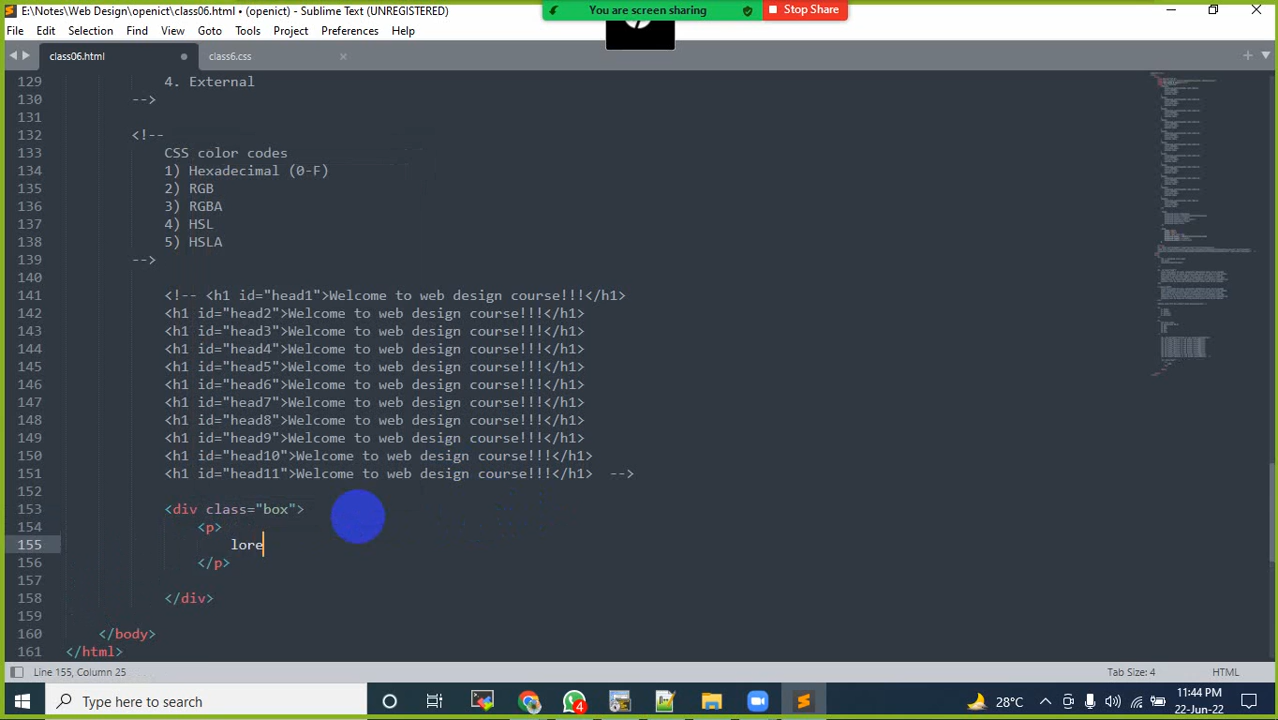 E:\Notes\Web Design\openict\class06.html • (openict) - Sublime Text (UNREGISTERED)
You are screen sharing
Stop Share
File Edit Selection Find View Goto Tools Project Preferences Help
class06.html
class6.css
129 4. External
130 -->
131
132 <!--
133 CSS color codes
134 1) Hexadecimal (0-F)
135 2) RGB
136 3) RGBA
137 4) HSL
138 5) HSLA
139 -->
140
141 <!-- <h1 id="head1">Welcome to web design course!!!</h1>
142 <h1 id="head2">Welcome to web design course!!!</h1>
143 <h1 id="head3">Welcome to web design course!!!</h1>
144 <h1 id="head4">Welcome to web design course!!!</h1>
145 <h1 id="head5">Welcome to web design course!!!</h1>
146 <h1 id="head6">Welcome to web design course!!!</h1>
147 <h1 id="head7">Welcome to web design course!!!</h1>
148 <h1 id="head8">Welcome to web design course!!!</h1>
149 <h1 id="head9">Welcome to web design course!!!</h1>
150 <h1 id="head10">Welcome to web design course!!!</h1>
151 <h1 id="head11">Welcome to web design course!!!</h1> -->
152
153 <div class="box">
154 <p>
155 lore
156 </p>
157
158 </div>
159
160 </body>
161 </html>
Line 155, Column 25
Tab Size: 4
HTML
Type here to search
4
28°C
11:44 PM
22-Jun-22